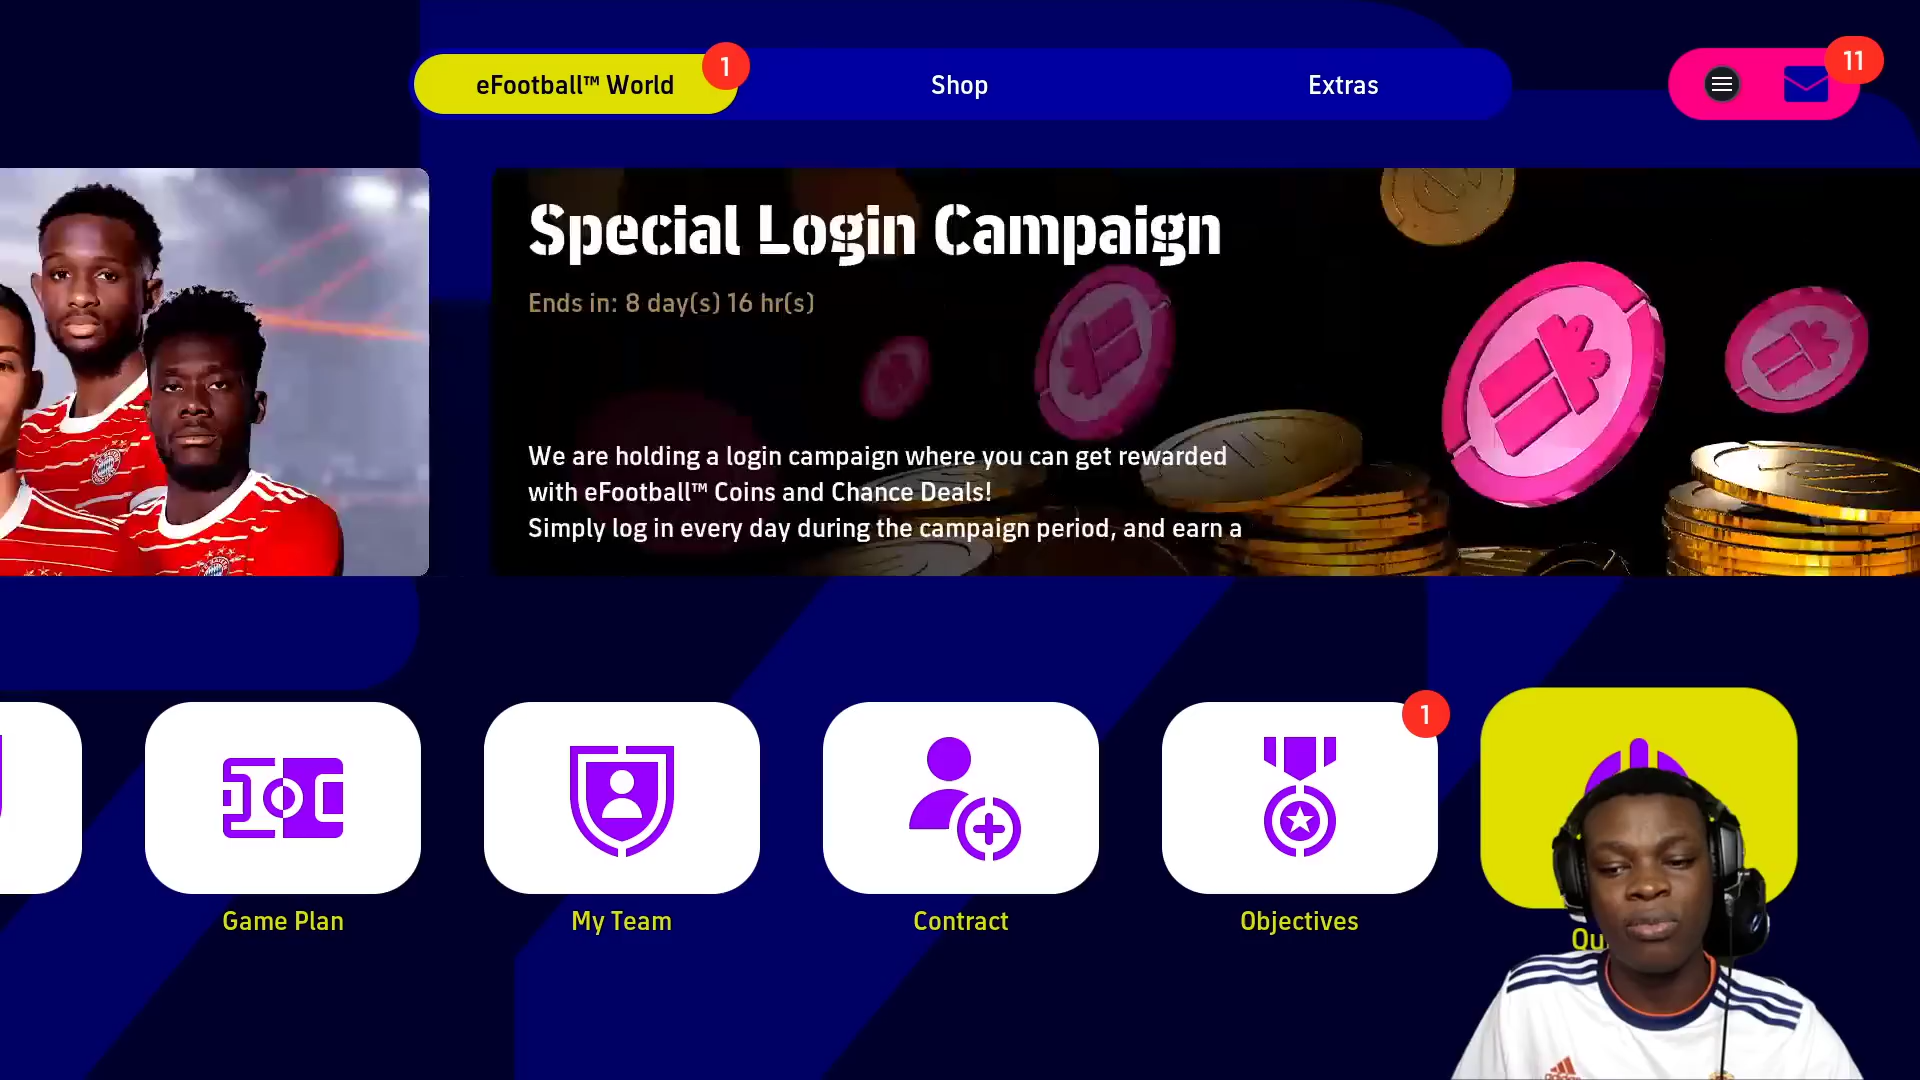 eFootball™ World
1
Shop
Extras
11
Special Login Campaign
Ends in: 8 day(s) 16 hr(s)
We are holding a login campaign where you can get rewarded
with eFootball™ Coins and Chance Deals!
Simply log in every day during the campaign period, and earn a
1
Game Plan
My Team
Contract
Objectives
adidas